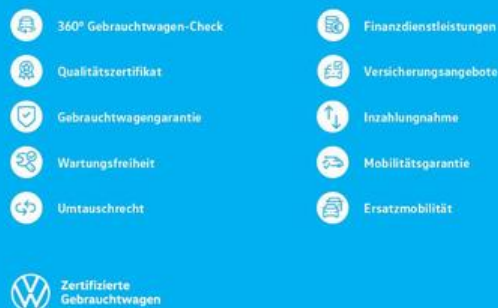 360° Gebrauchtwagen-Check
Qualitätszertifikat
Gebrauchtwagengarantie
Wartungsfreiheit
Umtauschrecht
Finanzdienstleistungen
Versicherungsangebote
Inzahlungnahme
Mobilitätsgarantie
Ersatzmobilität
Zertifizierte
Gebrauchtwagen